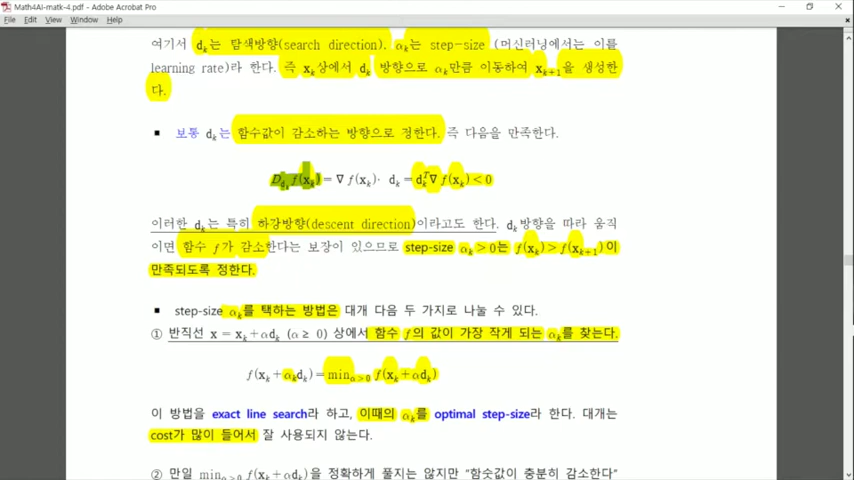 Math4AI-matk-4.pdf - Adobe Acrobat Pro
File Edit View Window Help
여기서 dₖ는 탐색방향(search direction), αₖ는 step-size (머신러닝에서는 이를
learning rate)라 한다. 즉 xₖ상에서 dₖ 방향으로 αₖ만큼 이동하여 xₖ₊₁을 생성한
다.
▪ 보통 dₖ는 함수값이 감소하는 방향으로 정한다. 즉 다음을 만족한다.
D_{dₖ} f(xₖ) = ∇f(xₖ)· dₖ = dₖᵀ∇f(xₖ) < 0
이러한 dₖ는 특히 하강방향(descent direction)이라고도 한다. dₖ방향을 따라 움직
이면 함수 f가 감소한다는 보장이 있으므로 step-size αₖ>0는 f(xₖ) > f(xₖ₊₁)이
만족되도록 정한다.
▪ step-size αₖ를 택하는 방법은 대개 다음 두 가지로 나눌 수 있다.
① 반직선 x = xₖ + αdₖ (α ≥ 0) 상에서 함수 f의 값이 가장 작게 되는 αₖ를 찾는다.
f(xₖ + αₖdₖ) = min_{α>0} f(xₖ + αdₖ)
이 방법을 exact line search라 하고, 이때의 αₖ를 optimal step-size라 한다. 대개는
cost가 많이 들어서 잘 사용되지 않는다.
② 만일 min_{α>0} f(xₖ + αdₖ)을 정확하게 풀지는 않지만 “함숫값이 충분히 감소한다”